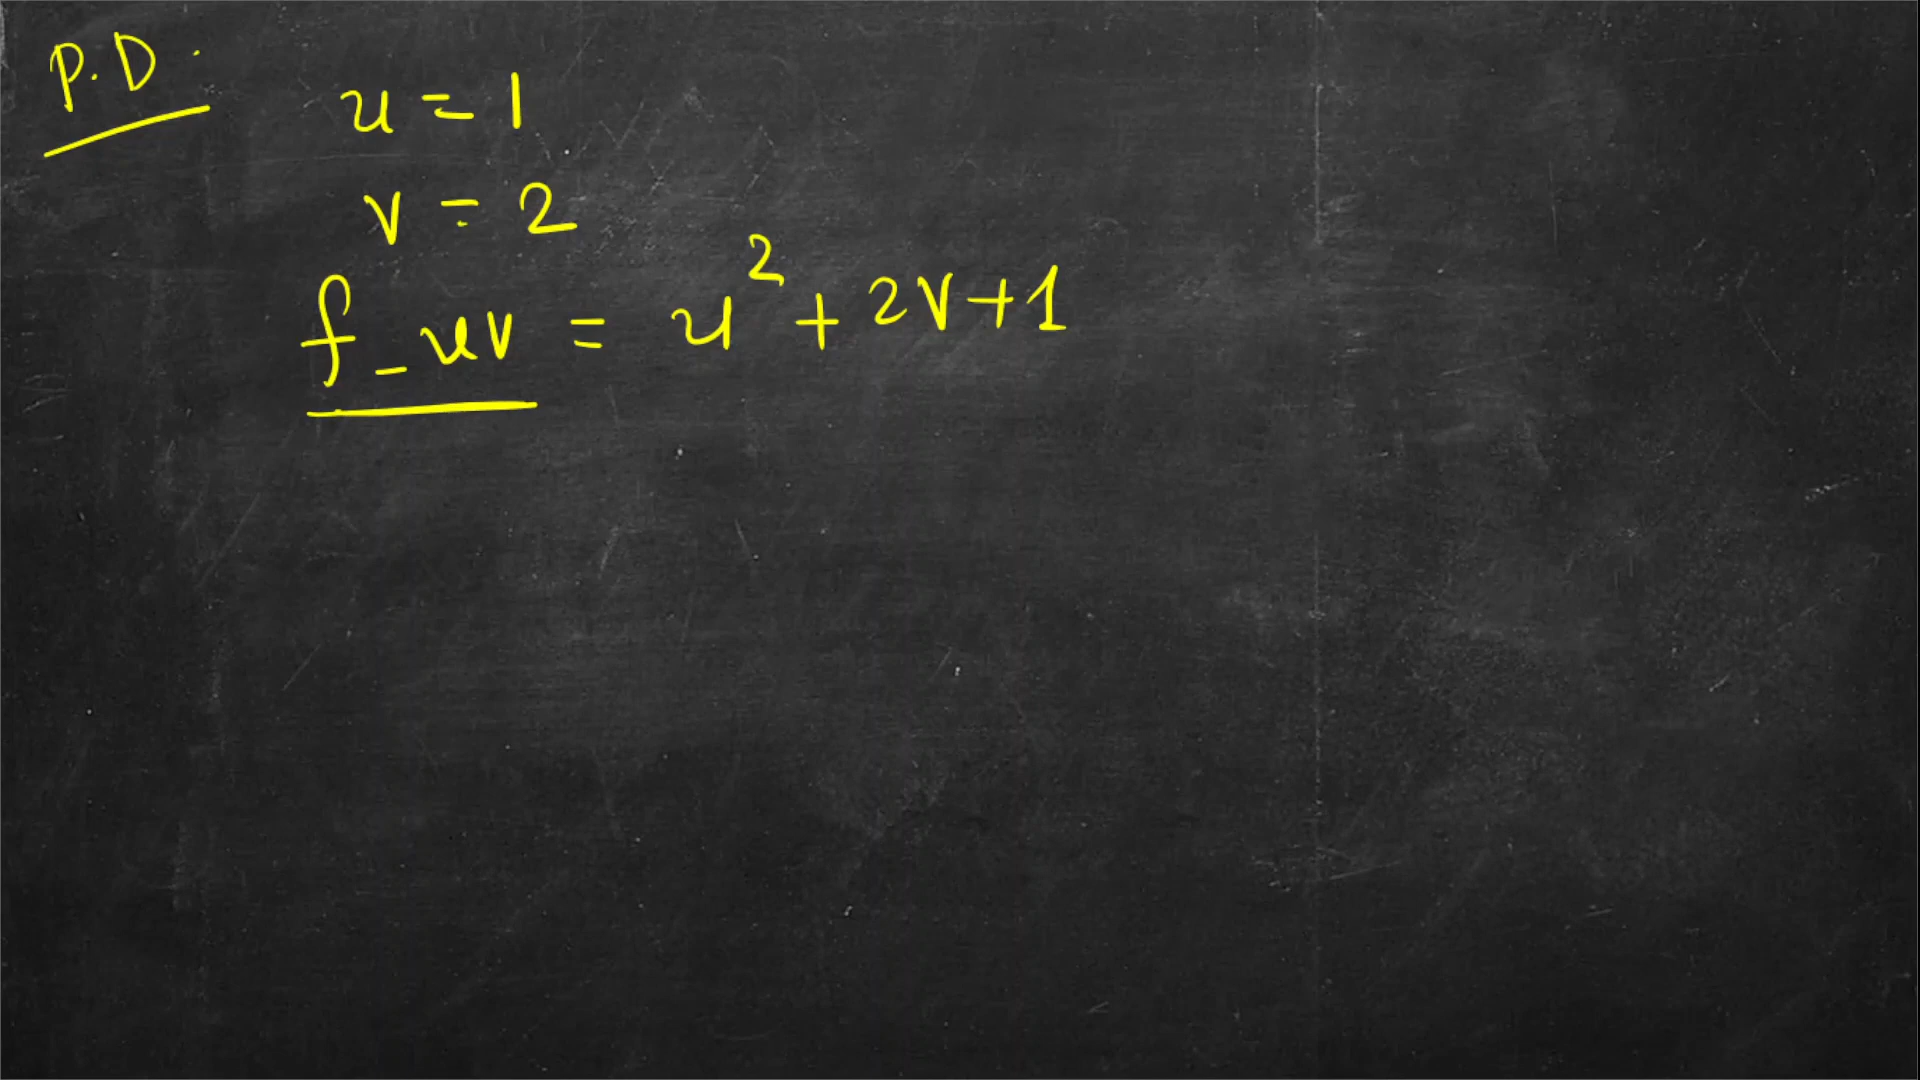 P.D.
u = 1
v = 2
f_uv = u² + 2v+1